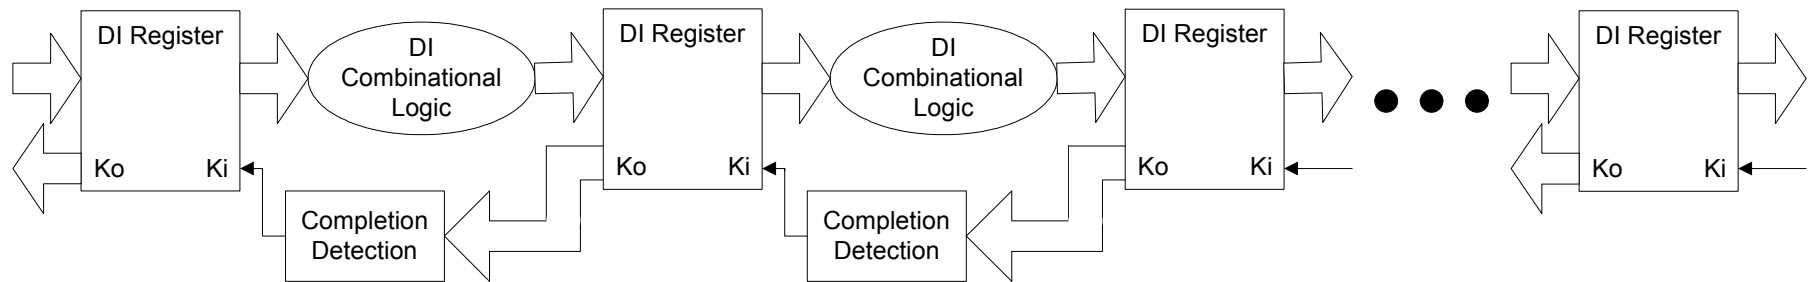 DI Register
DI
Combinational
Logic
DI Register
DI
Combinational
Logic
DI Register
DI Register
Ko
Ki
Ko
Ki
Ko
Ki
Ko
Ki
Completion
Detection
Completion
Detection